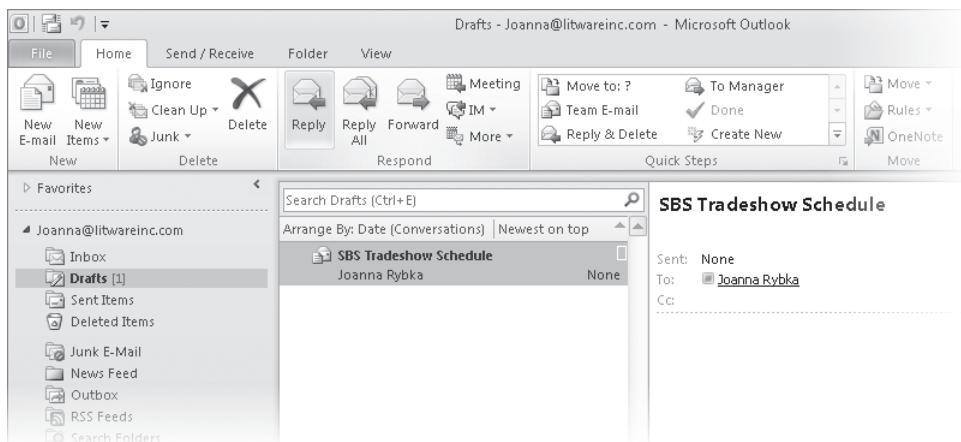 Drafts - Joanna@litwareinc.com - Microsoft Outlook
File Home Send / Receive Folder View
New E-mail
New Items
New
Ignore
Clean Up
Junk
Delete
Delete
Reply
Reply All
Forward
Meeting
IM
More
Respond
Move to: ?
Team E-mail
Reply & Delete
To Manager
Done
Create New
Quick Steps
Move
Rules
OneNote
Move
Favorites
Joanna@litwareinc.com
Inbox
Drafts [1]
Sent Items
Deleted Items
Junk E-Mail
News Feed
Outbox
RSS Feeds
Search Folders
Search Drafts (Ctrl+E)
Arrange By: Date (Conversations) Newest on top
SBS Tradeshow Schedule
Joanna Rybka None
SBS Tradeshow Schedule
Sent: None
To: Joanna Rybka
Cc: